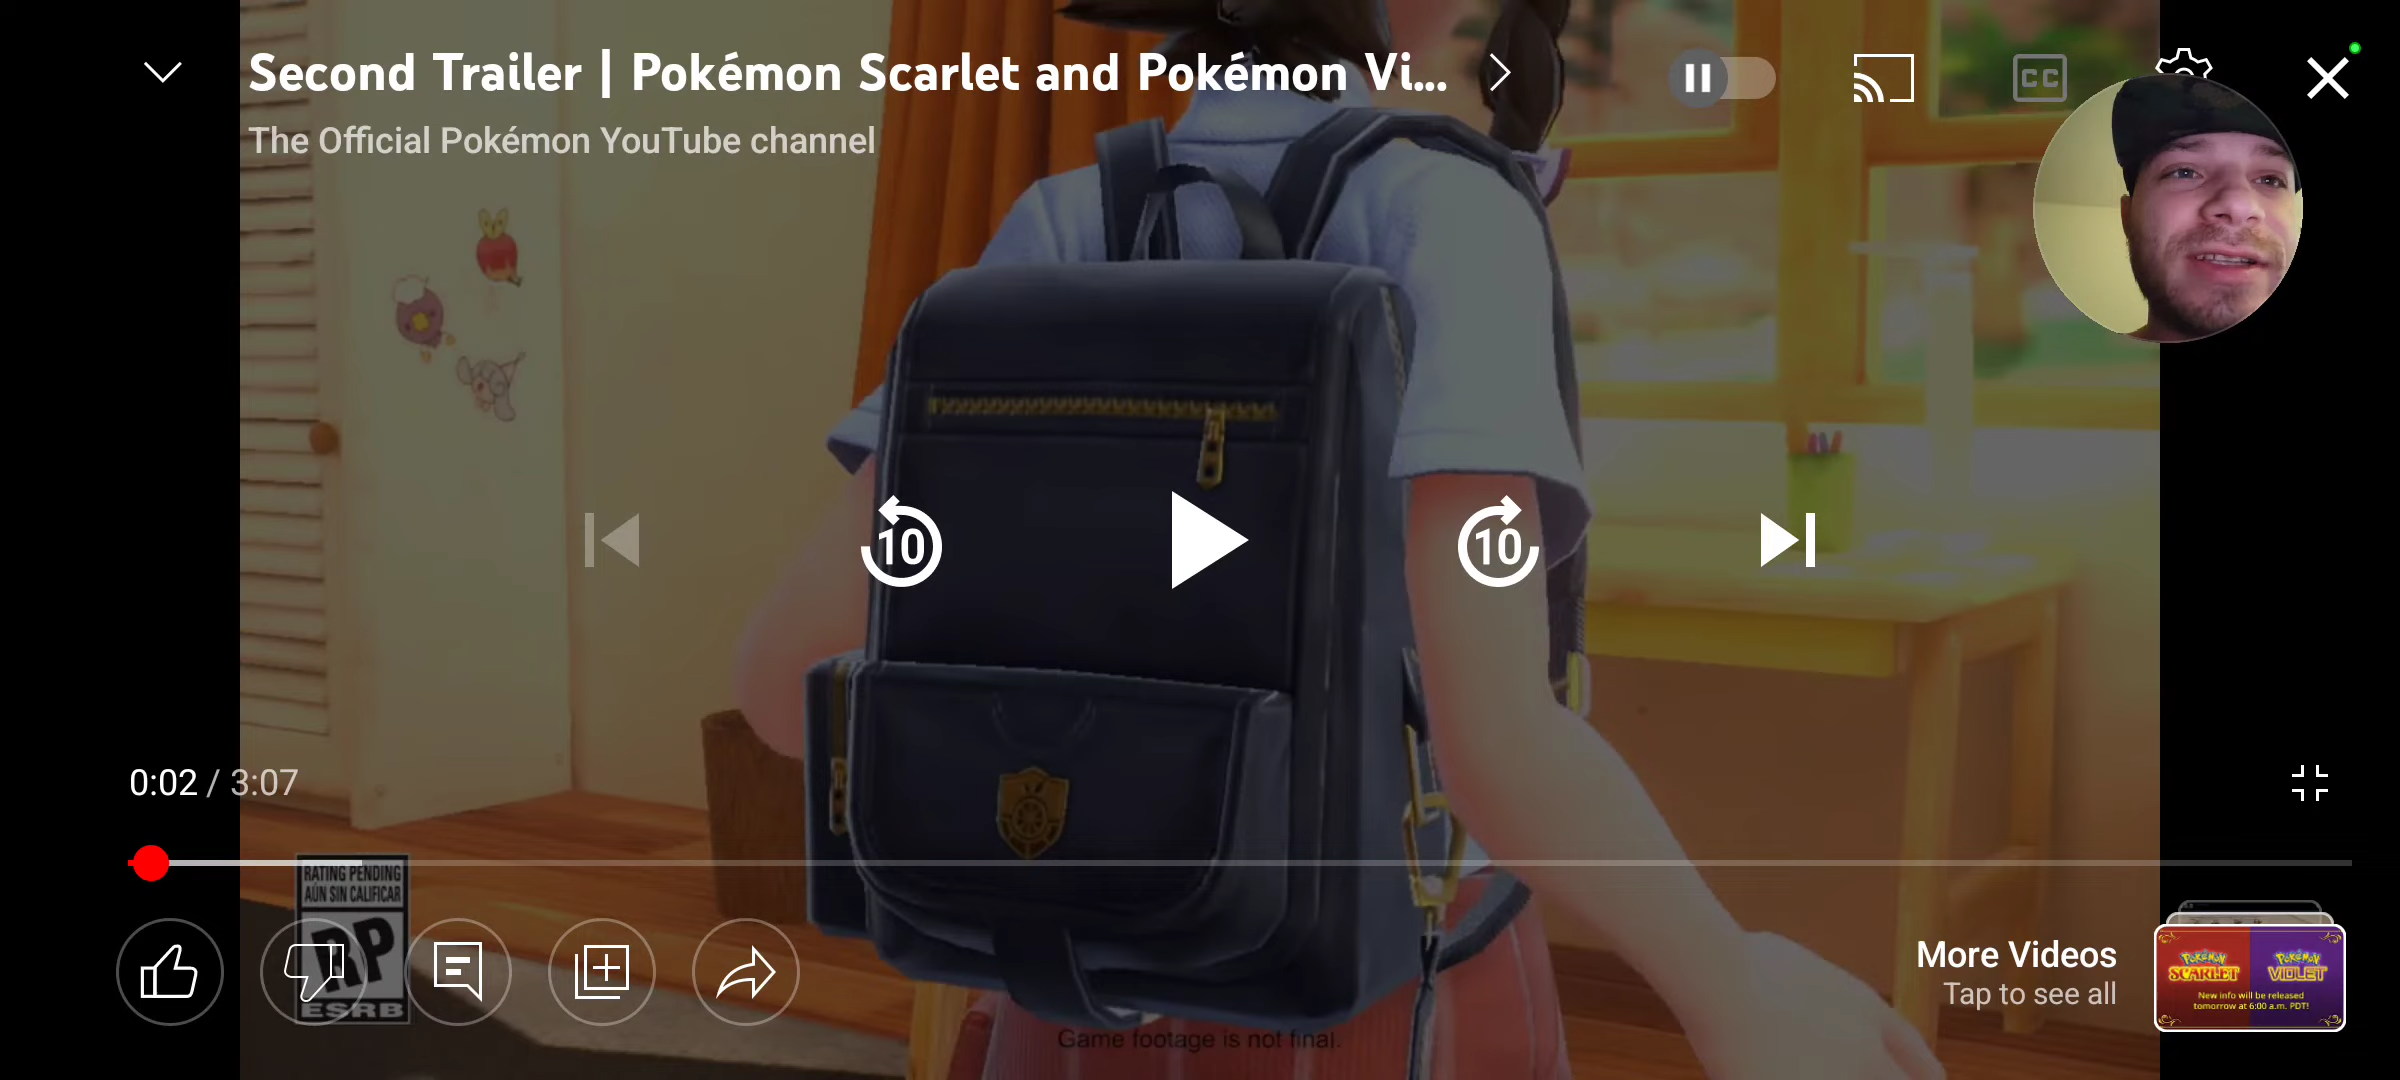 Second Trailer | Pokémon Scarlet and Pokémon Vi...
The Official Pokémon YouTube channel
CC
10
10
0:02 / 3:07
RATING PENDING
AÚN SIN CALIFICAR
RP
ESRB
More Videos
Tap to see all
POKÉMON
SCARLET
POKÉMON
VIOLET
New info will be released
tomorrow at 6:00 a.m. PDT!
Game footage is not final.